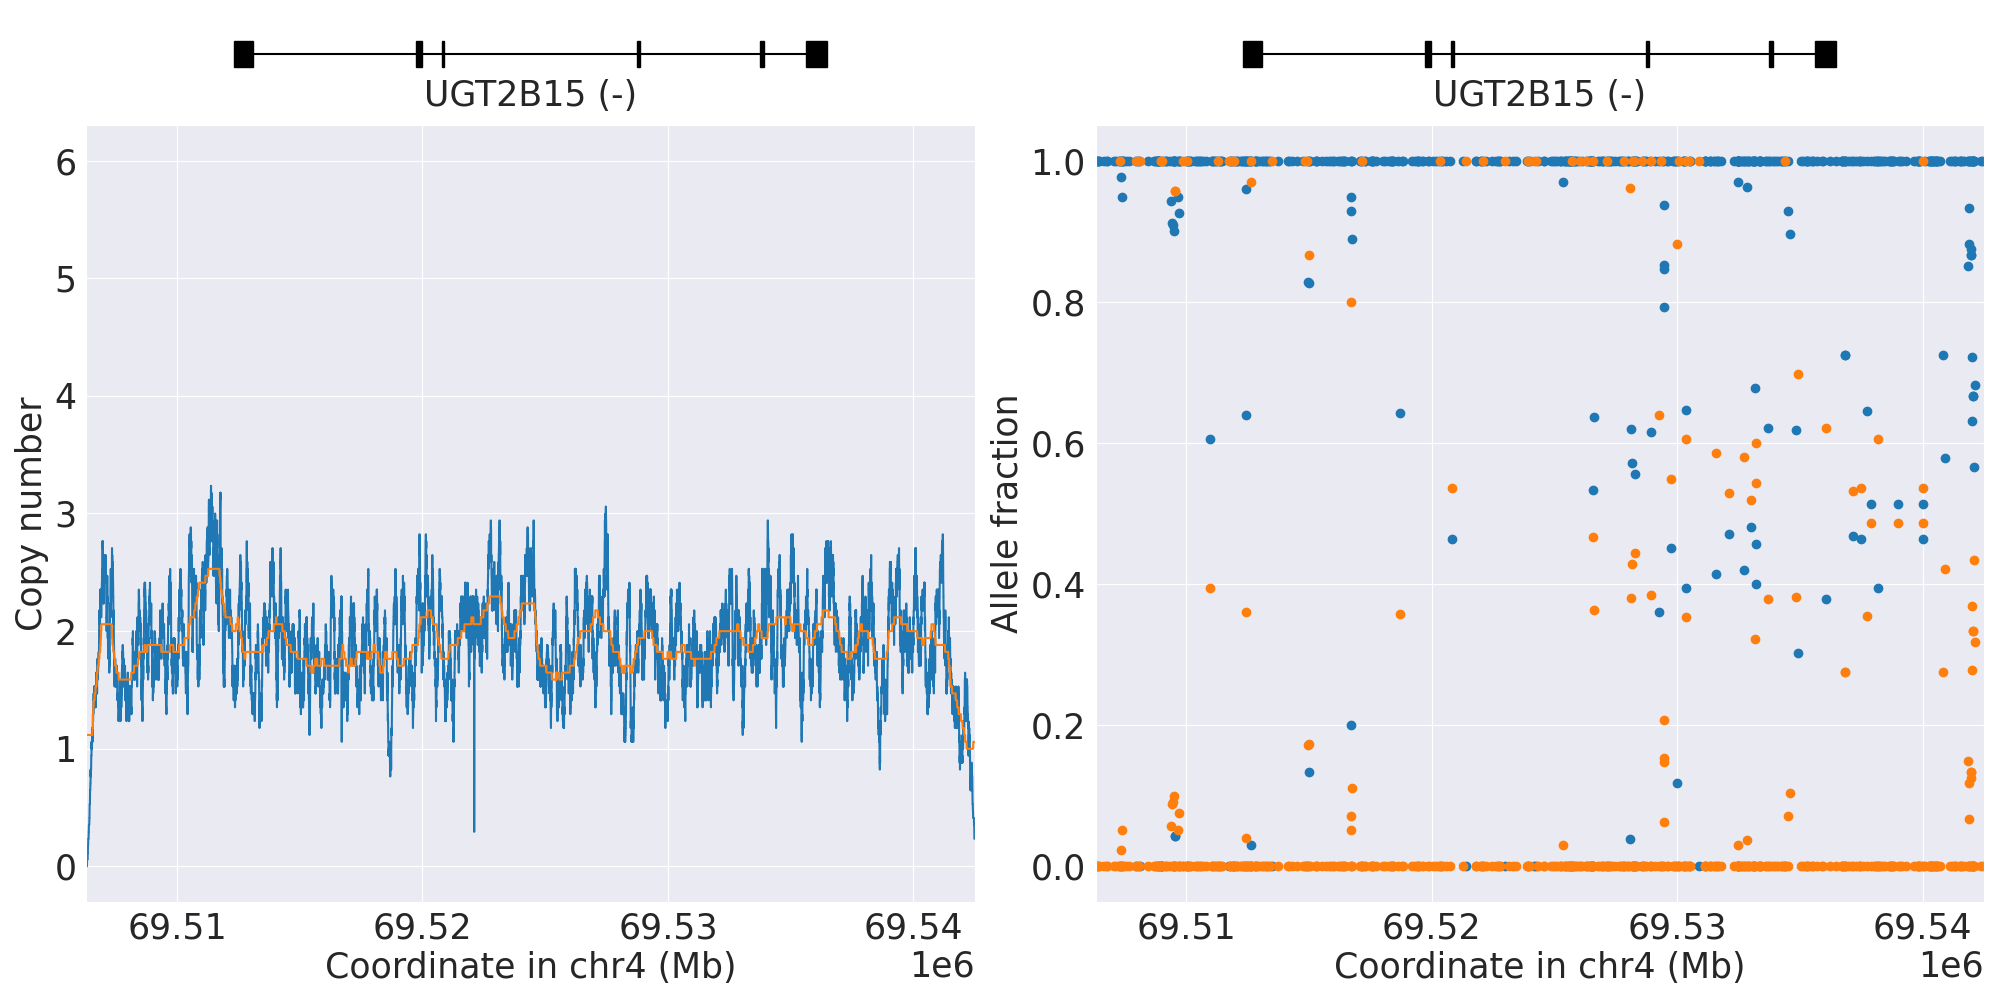 UGT2B15 (-)
6
5
4
3
2
1
0
Copy number
69.51 69.52 69.53 69.54
Coordinate in chr4 (Mb)
1e6
UGT2B15 (-)
1.0
0.8
0.6
0.4
0.2
0.0
Allele fraction
69.51 69.52 69.53 69.54
Coordinate in chr4 (Mb)
1e6